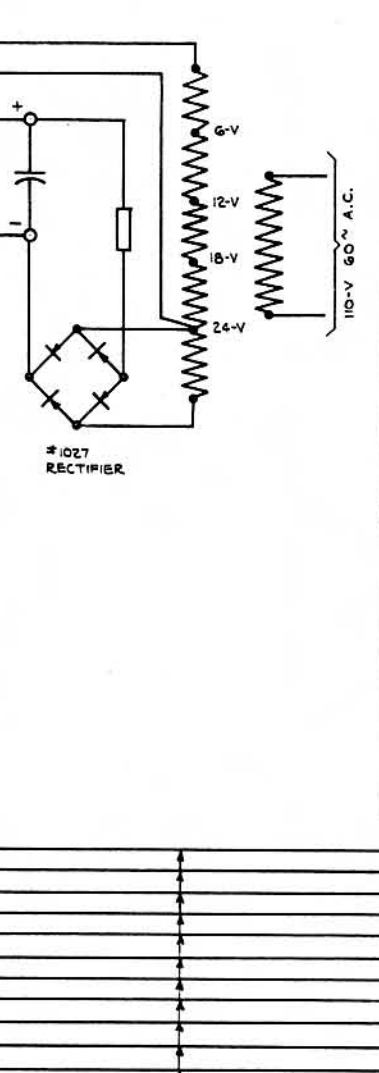 +
6-V
12-V
–
18-V
110-V 60~ A.C.
24-V
#1027
RECTIFIER